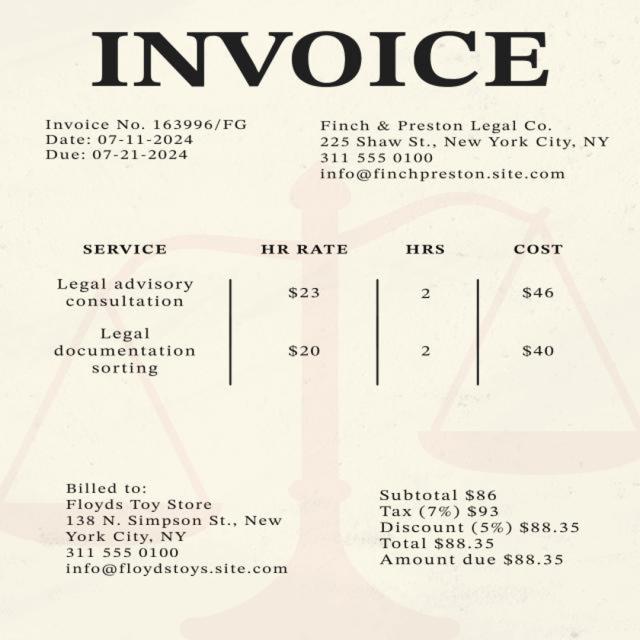 INVOICE
Invoice No. 163996/FG
Date: 07-11-2024
Due: 07-21-2024
Finch & Preston Legal Co.
225 Shaw St., New York City, NY
311 555 0100
info@finchpreston.site.com
SERVICE HR RATE HRS COST
Legal advisory
consultation
$23 2 $46
Legal
documentation
sorting
$20 2 $40
Billed to:
Floyds Toy Store
138 N. Simpson St., New
York City, NY
311 555 0100
info@floydstoys.site.com
Subtotal $86
Tax (7%) $93
Discount (5%) $88.35
Total $88.35
Amount due $88.35